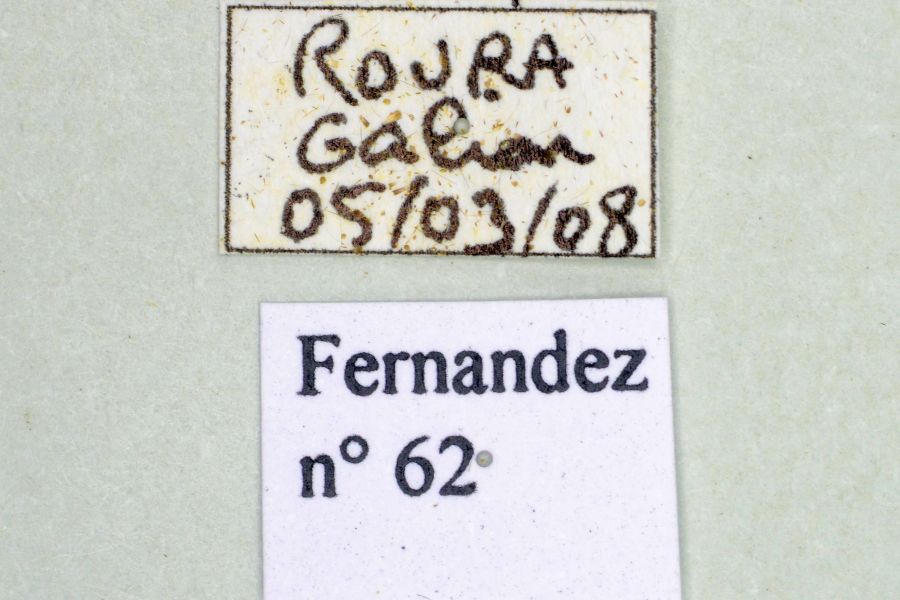 ROURA
Galion
05/03/08
Fernandez
n° 62